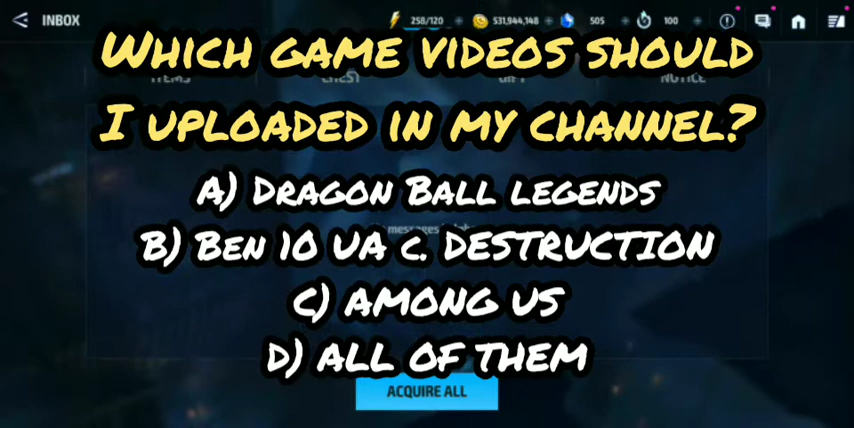 INBOX 258/120 531,944,148 505 100
WHICH GAME VIDEOS SHOULD
I UPLOADED IN MY CHANNEL?
A) DRAGON BALL LEGENDS
B) BEN 10 UA C. DESTRUCTION
C) AMONG US
D) ALL OF THEM
ACQUIRE ALL